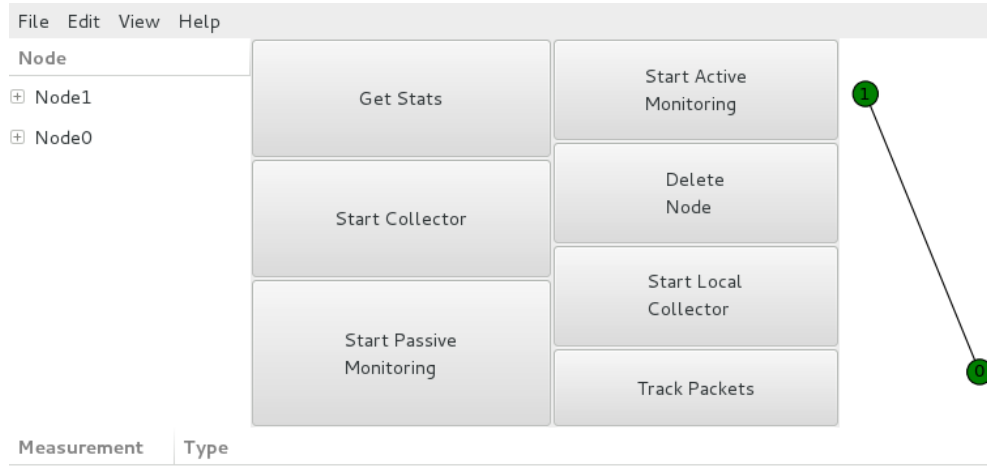 File Edit View Help
Node
Node1
Node0
Get Stats
Start Collector
Start Passive
Monitoring
Start Active
Monitoring
Delete
Node
Start Local
Collector
Track Packets
1
0
Measurement Type